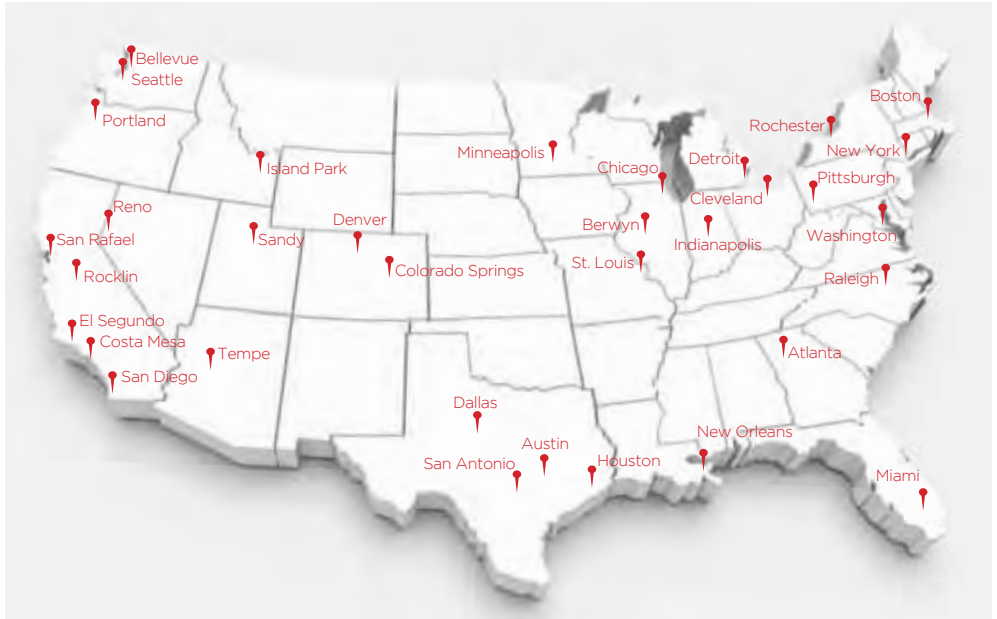 Bellevue
Seattle
Boston
Portland
Rochester
New York
Minneapolis
Detroit
Chicago
Island Park
Pittsburgh
Cleveland
Reno
Denver
Berwyn
Washington
San Rafael
Sandy
Indianapolis
St. Louis
Colorado Springs
Rocklin
Raleigh
El Segundo
Costa Mesa
Tempe
Atlanta
San Diego
Dallas
New Orleans
Austin
San Antonio
Houston
Miami